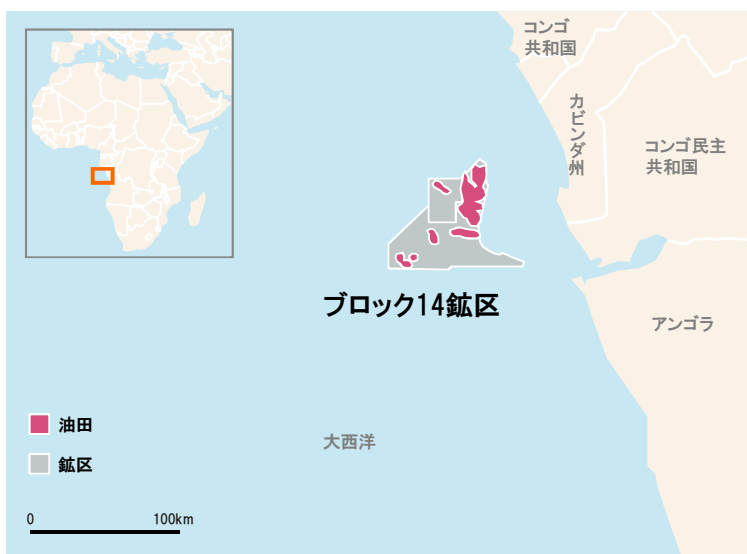 コンゴ
共和国
カビンダ州
コンゴ民主
共和国
ブロック14鉱区
アンゴラ
油田
大西洋
鉱区
0 100km